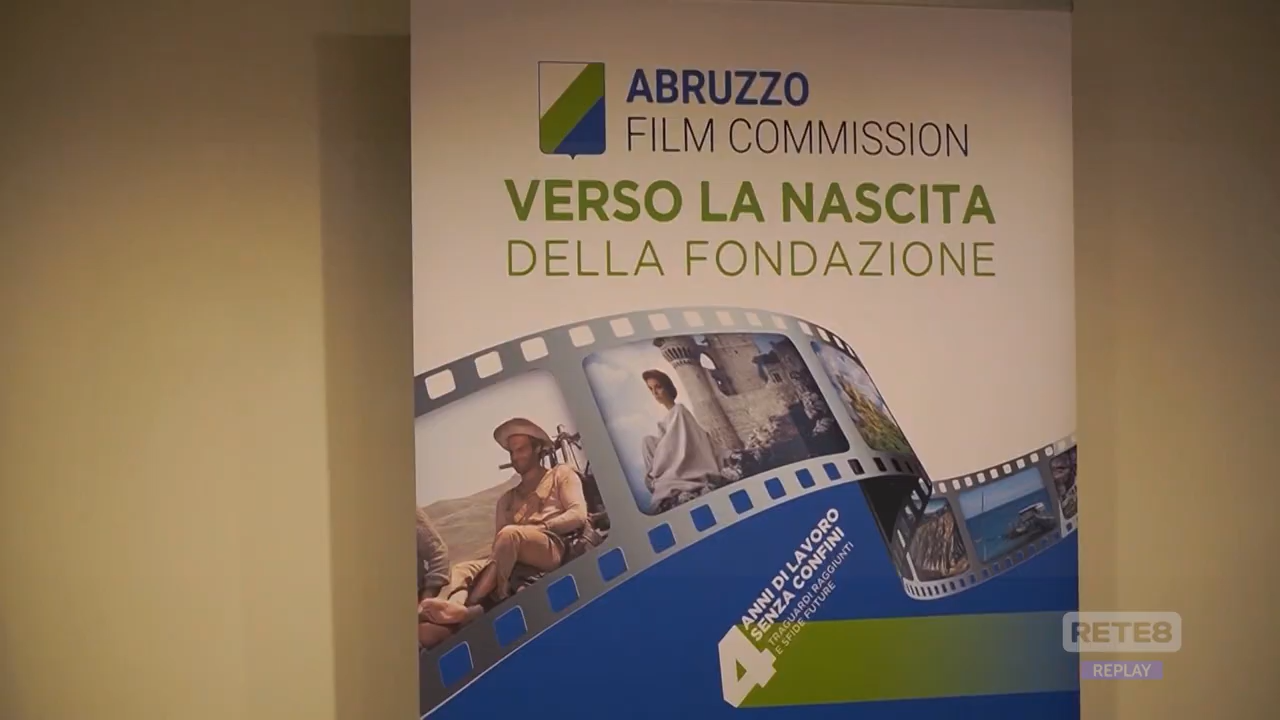 ABRUZZO
FILM COMMISSION
VERSO LA NASCITA
DELLA FONDAZIONE
4 ANNI DI LAVORO
SENZA CONFINI
TRAGUARDI RAGGIUNTI
E SFIDE FUTURE
RETE8
REPLAY